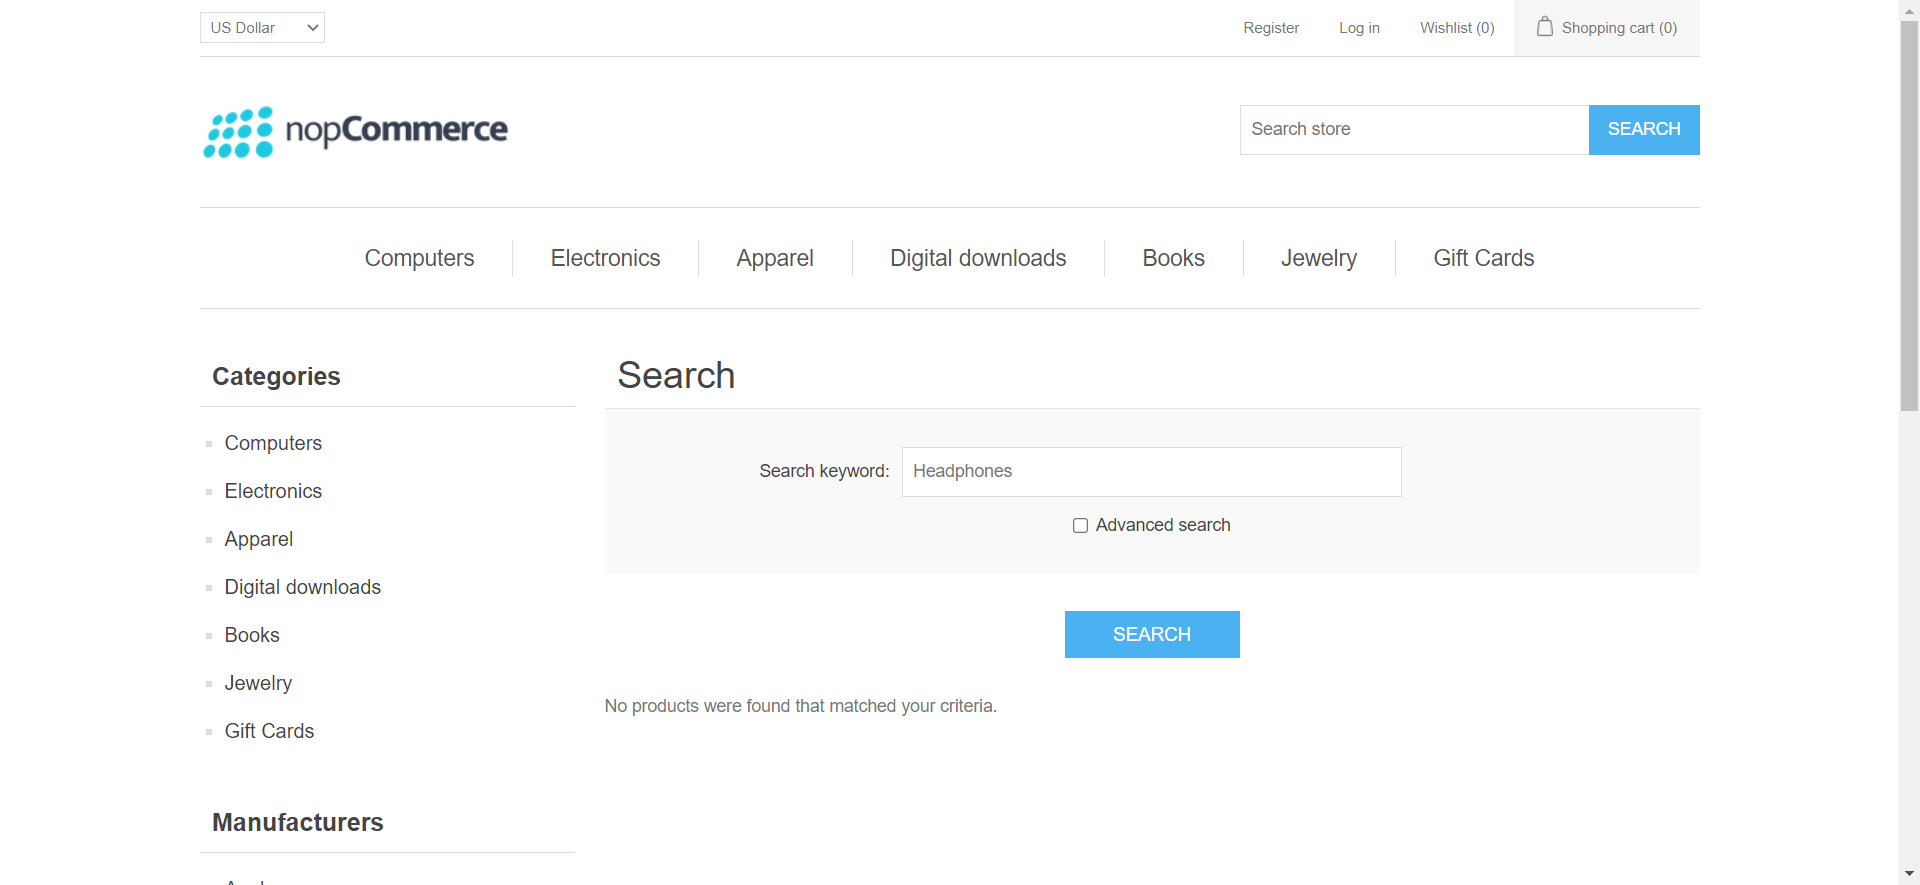 US Dollar
Register
Log in
Wishlist (0)
Shopping cart (0)
nopCommerce
Search store
SEARCH
Computers
Electronics
Apparel
Digital downloads
Books
Jewelry
Gift Cards
Categories
Computers
Electronics
Apparel
Digital downloads
Books
Jewelry
Gift Cards
Manufacturers
Search
Search keyword: Headphones
Advanced search
SEARCH
No products were found that matched your criteria.